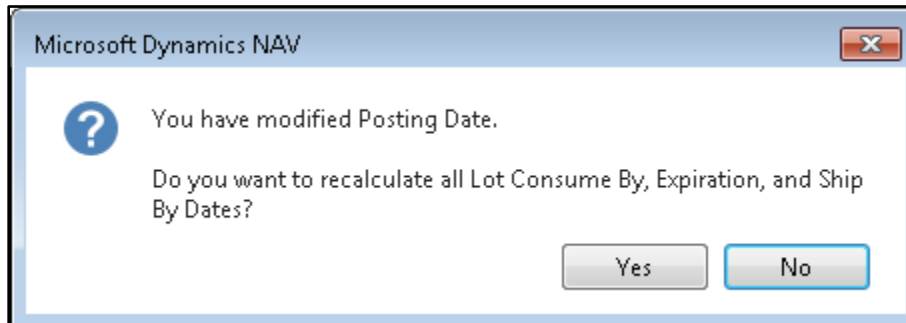 Microsoft Dynamics NAV
You have modified Posting Date.
Do you want to recalculate all Lot Consume By, Expiration, and Ship
By Dates?
Yes
No